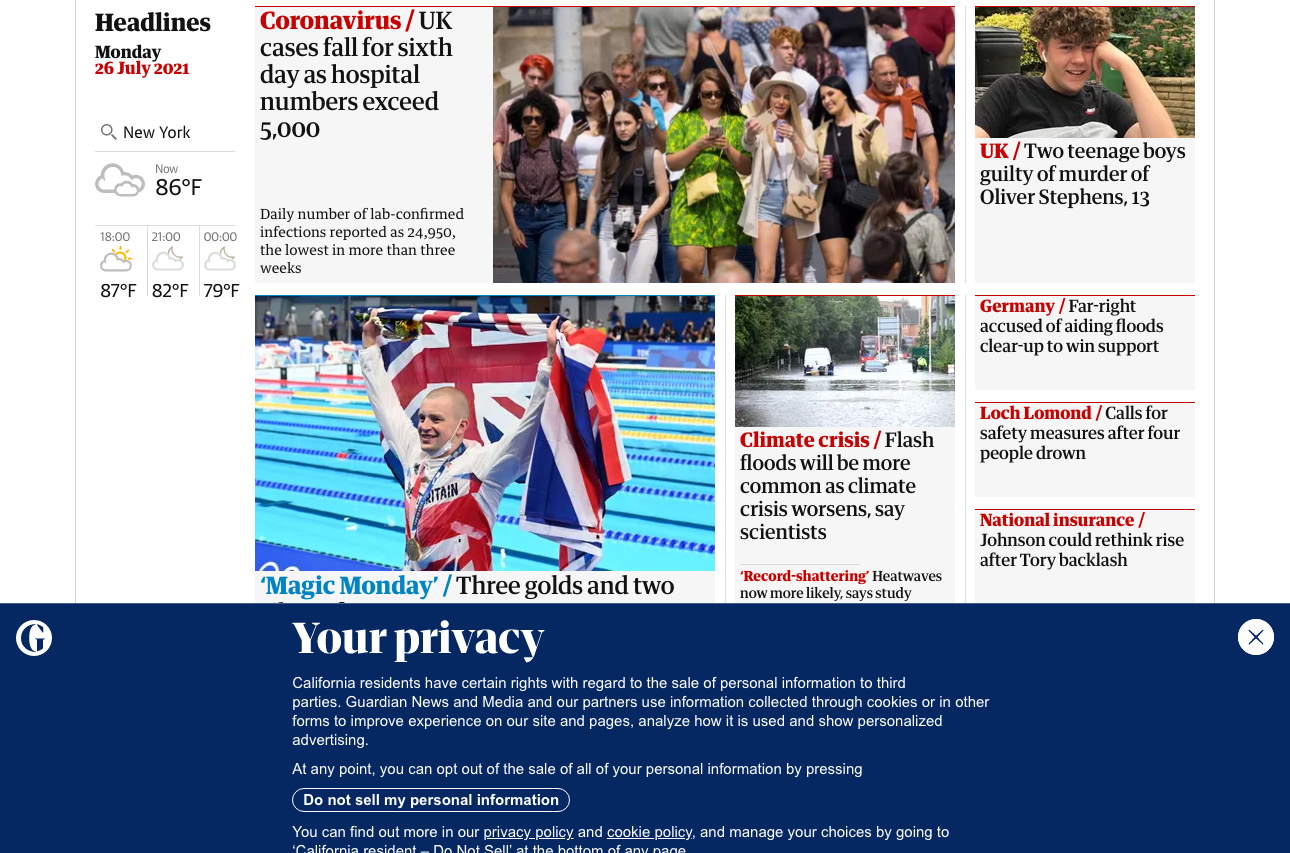 Headlines
Monday
26 July 2021
New York
Now
86°F
18:00 21:00 00:00
87°F 82°F 79°F
Coronavirus / UK
cases fall for sixth
day as hospital
numbers exceed
5,000
Daily number of lab-confirmed
infections reported as 24,950,
the lowest in more than three
weeks
UK / Two teenage boys
guilty of murder of
Oliver Stephens, 13
BRITAIN
‘Magic Monday’ / Three golds and two
Climate crisis / Flash
floods will be more
common as climate
crisis worsens, say
scientists
‘Record-shattering’ Heatwaves
now more likely, says study
Germany / Far-right
accused of aiding floods
clear-up to win support
Loch Lomond / Calls for
safety measures after four
people drown
National insurance /
Johnson could rethink rise
after Tory backlash
G
Your privacy
California residents have certain rights with regard to the sale of personal information to third
parties. Guardian News and Media and our partners use information collected through cookies or in other
forms to improve experience on our site and pages, analyze how it is used and show personalized
advertising.
At any point, you can opt out of the sale of all of your personal information by pressing
Do not sell my personal information
You can find out more in our privacy policy and cookie policy, and manage your choices by going to
‘California resident – Do Not Sell’ at the bottom of any page.